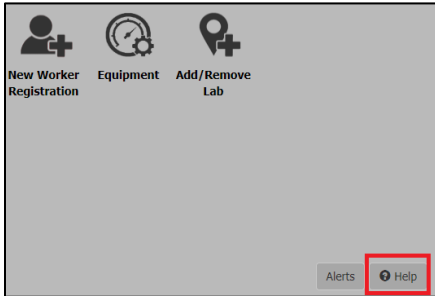 New Worker Registration
Equipment
Add/Remove Lab
Alerts
Help